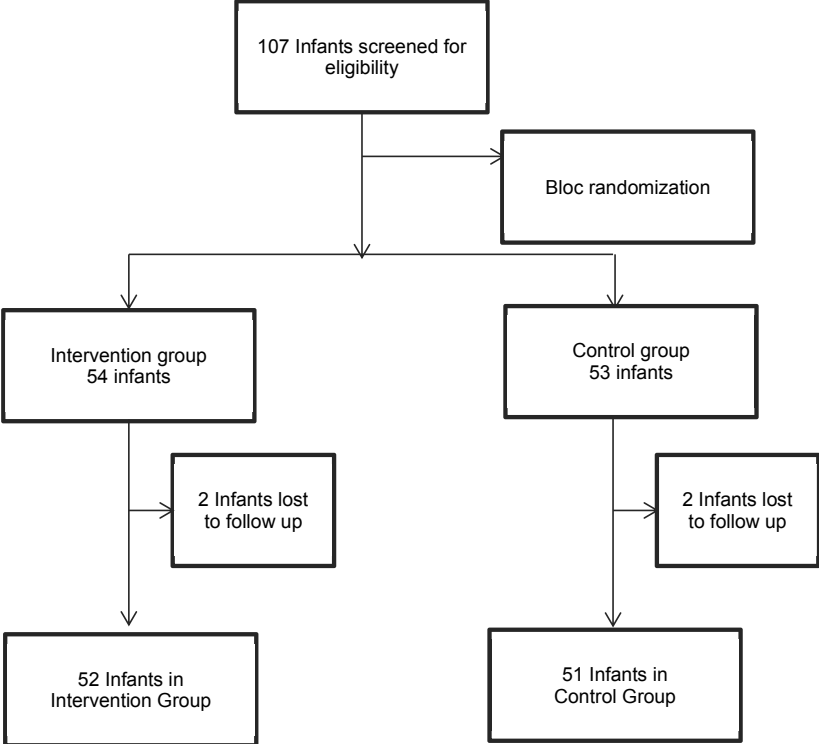 107 Infants screened for
eligibility
Bloc randomization
Intervention group
54 infants
Control group
53 infants
2 Infants lost
to follow up
2 Infants lost
to follow up
52 Infants in
Intervention Group
51 Infants in
Control Group